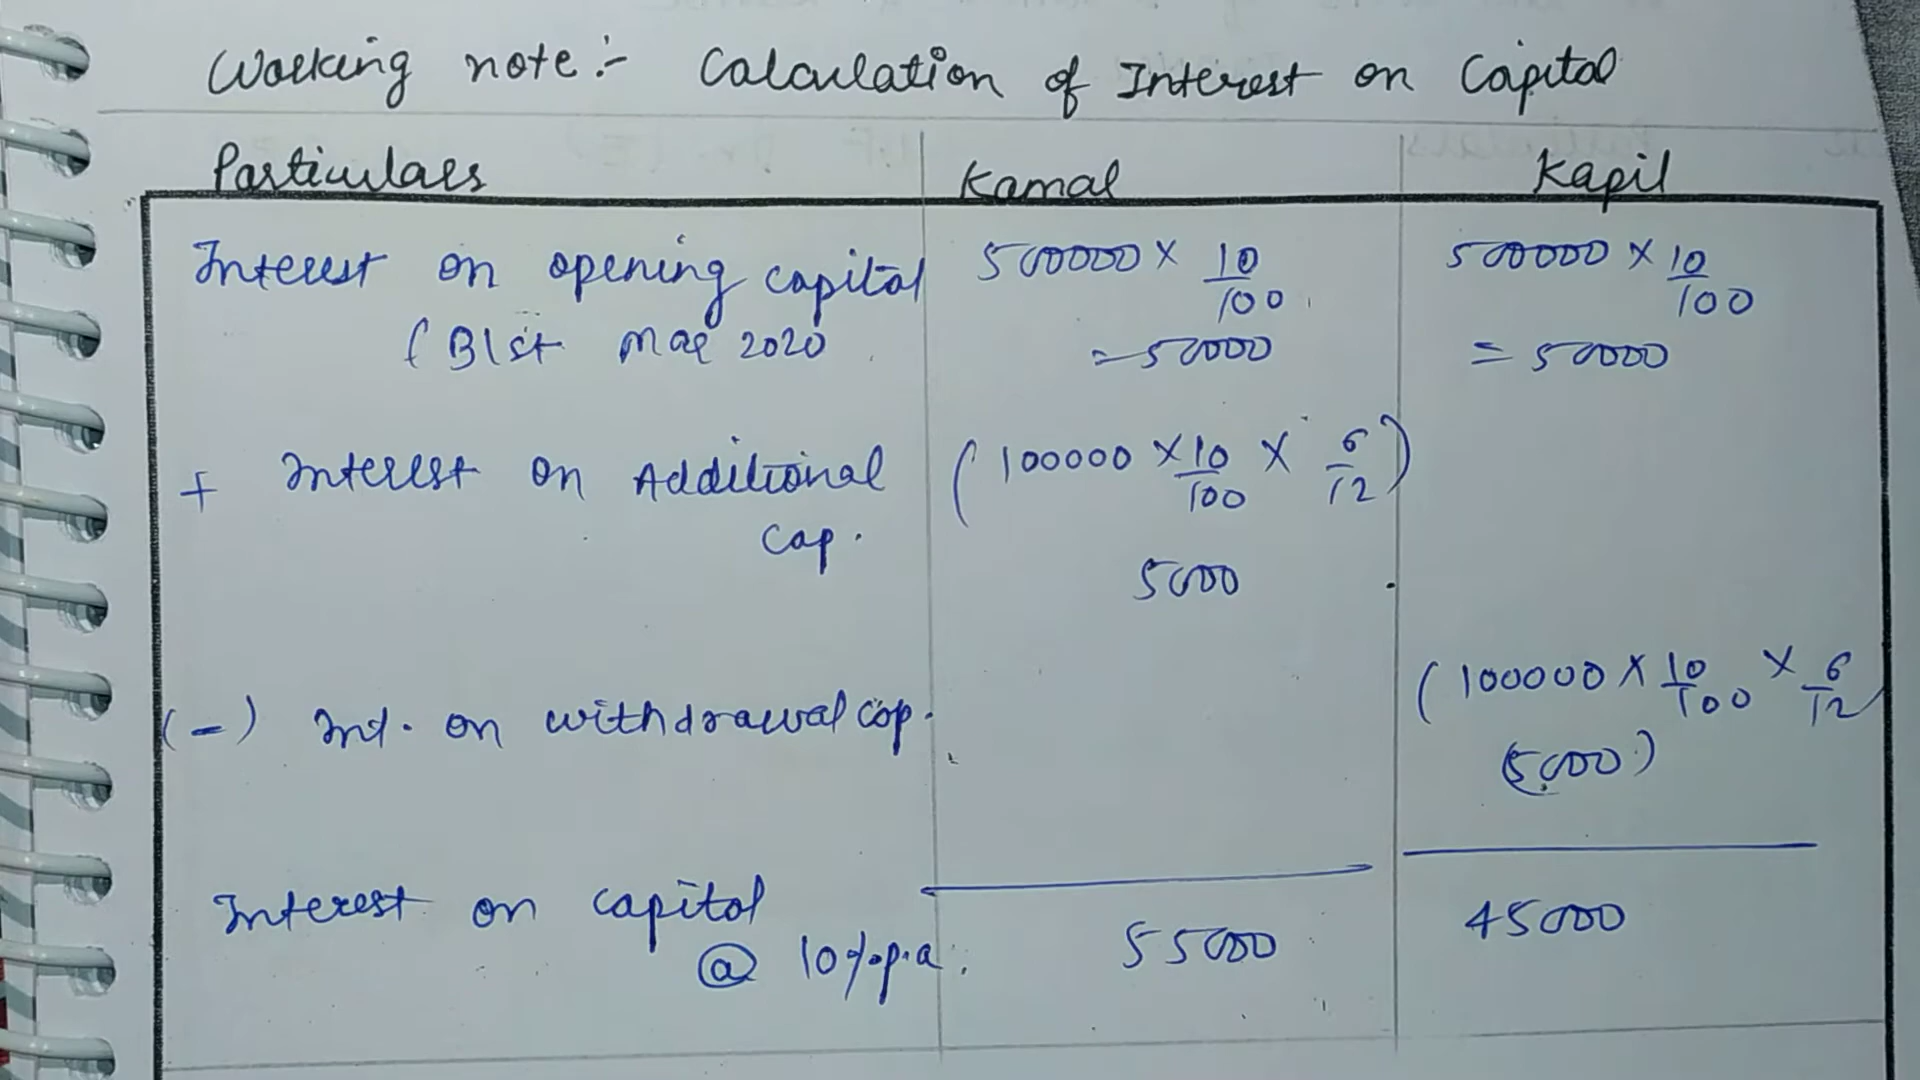 Working note:- Calculation of Interest on Capital
Particulars Kamal Kapil
Interest on opening capital 500000 × 10/100 500000 × 10/100
(31st Mar 2020 = 50000 = 50000
+ Interest on Additional (100000 × 10/100 × 6/12)
Cap. 5000
(-) Int. on withdrawal cap. (100000 × 10/100 × 6/12
(5000)
Interest on capital 55000 45000
@ 10% p.a.